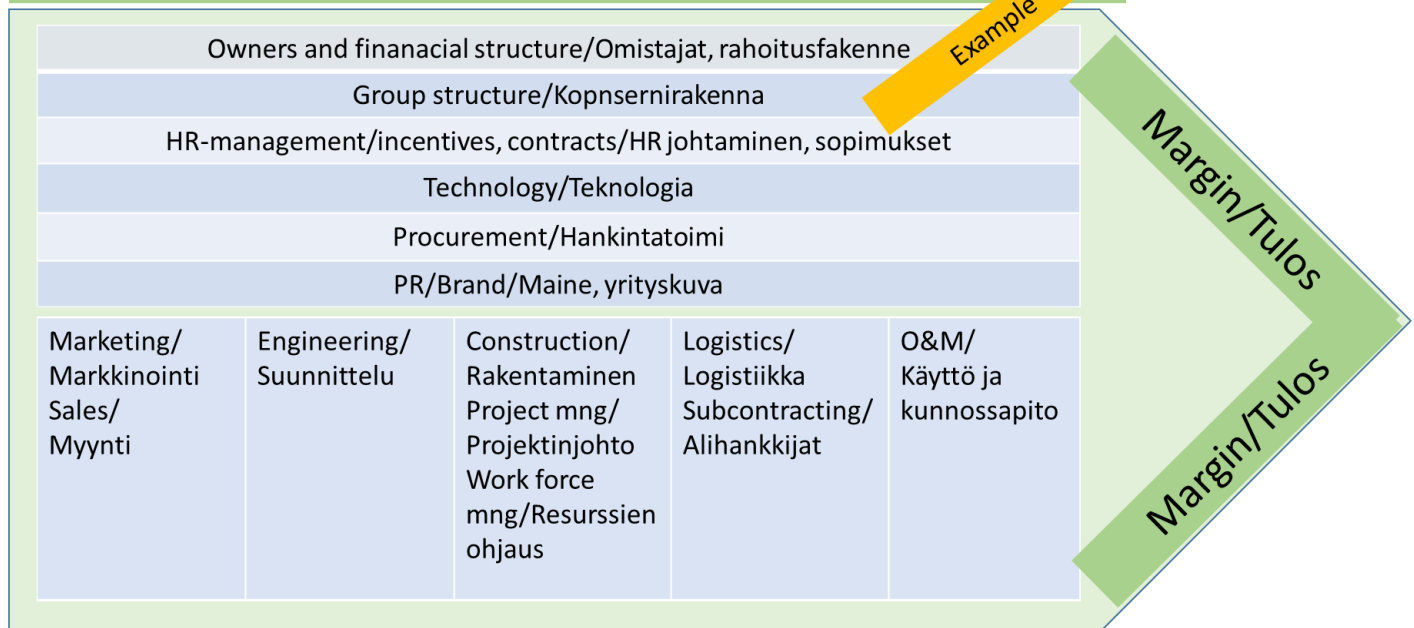 Example
Owners and finanacial structure/Omistajat, rahoitusfakenne
Group structure/Kopnsernirakenna
HR-management/incentives, contracts/HR johtaminen, sopimukset
Technology/Teknologia
Procurement/Hankintatoimi
PR/Brand/Maine, yrityskuva
Marketing/
Markkinointi
Sales/
Myynti
Engineering/
Suunnittelu
Construction/
Rakentaminen
Project mng/
Projektinjohto
Work force
mng/Resurssien
ohjaus
Logistics/
Logistiikka
Subcontracting/
Alihankkijat
O&M/
Käyttö ja
kunnossapito
Margin/Tulos
Margin/Tulos